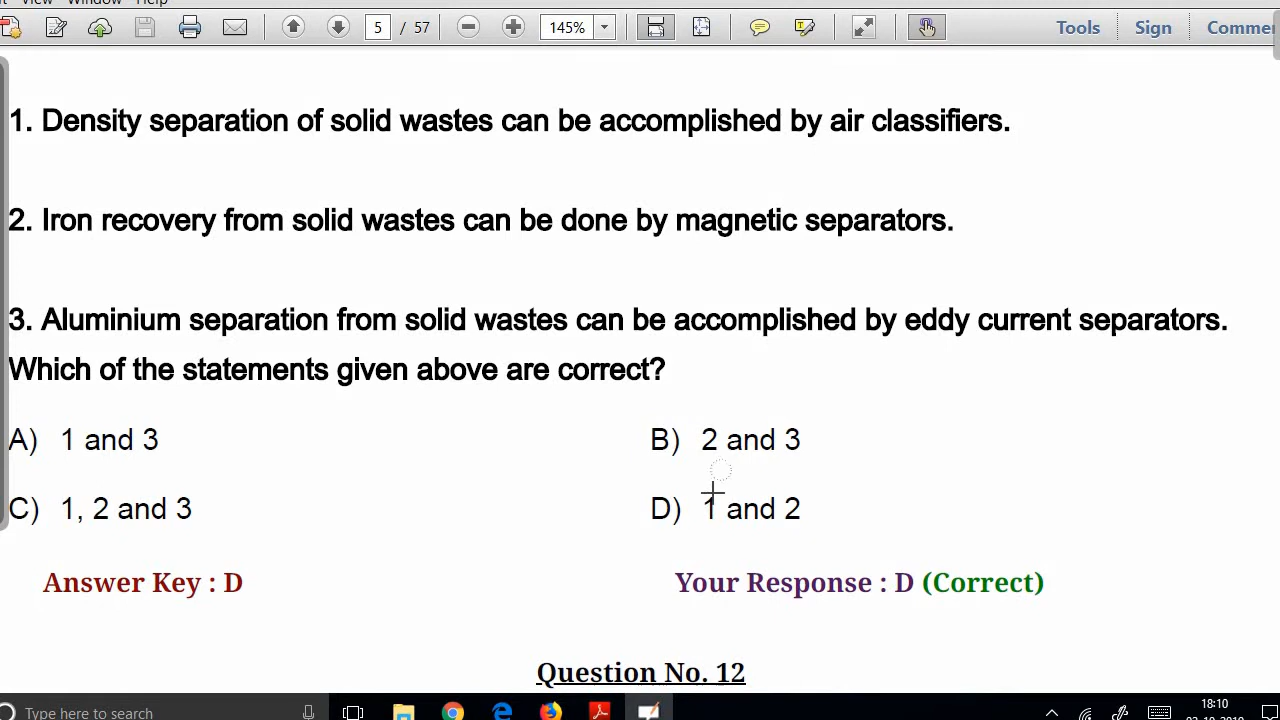 View Window Help
5 / 57 145% Tools Sign
1. Density separation of solid wastes can be accomplished by air classifiers.
2. Iron recovery from solid wastes can be done by magnetic separators.
3. Aluminium separation from solid wastes can be accomplished by eddy current separators.
Which of the statements given above are correct?
A) 1 and 3 B) 2 and 3
C) 1, 2 and 3 D) 1 and 2
Answer Key : D Your Response : D (Correct)
Question No. 12
Type here to search 18:10